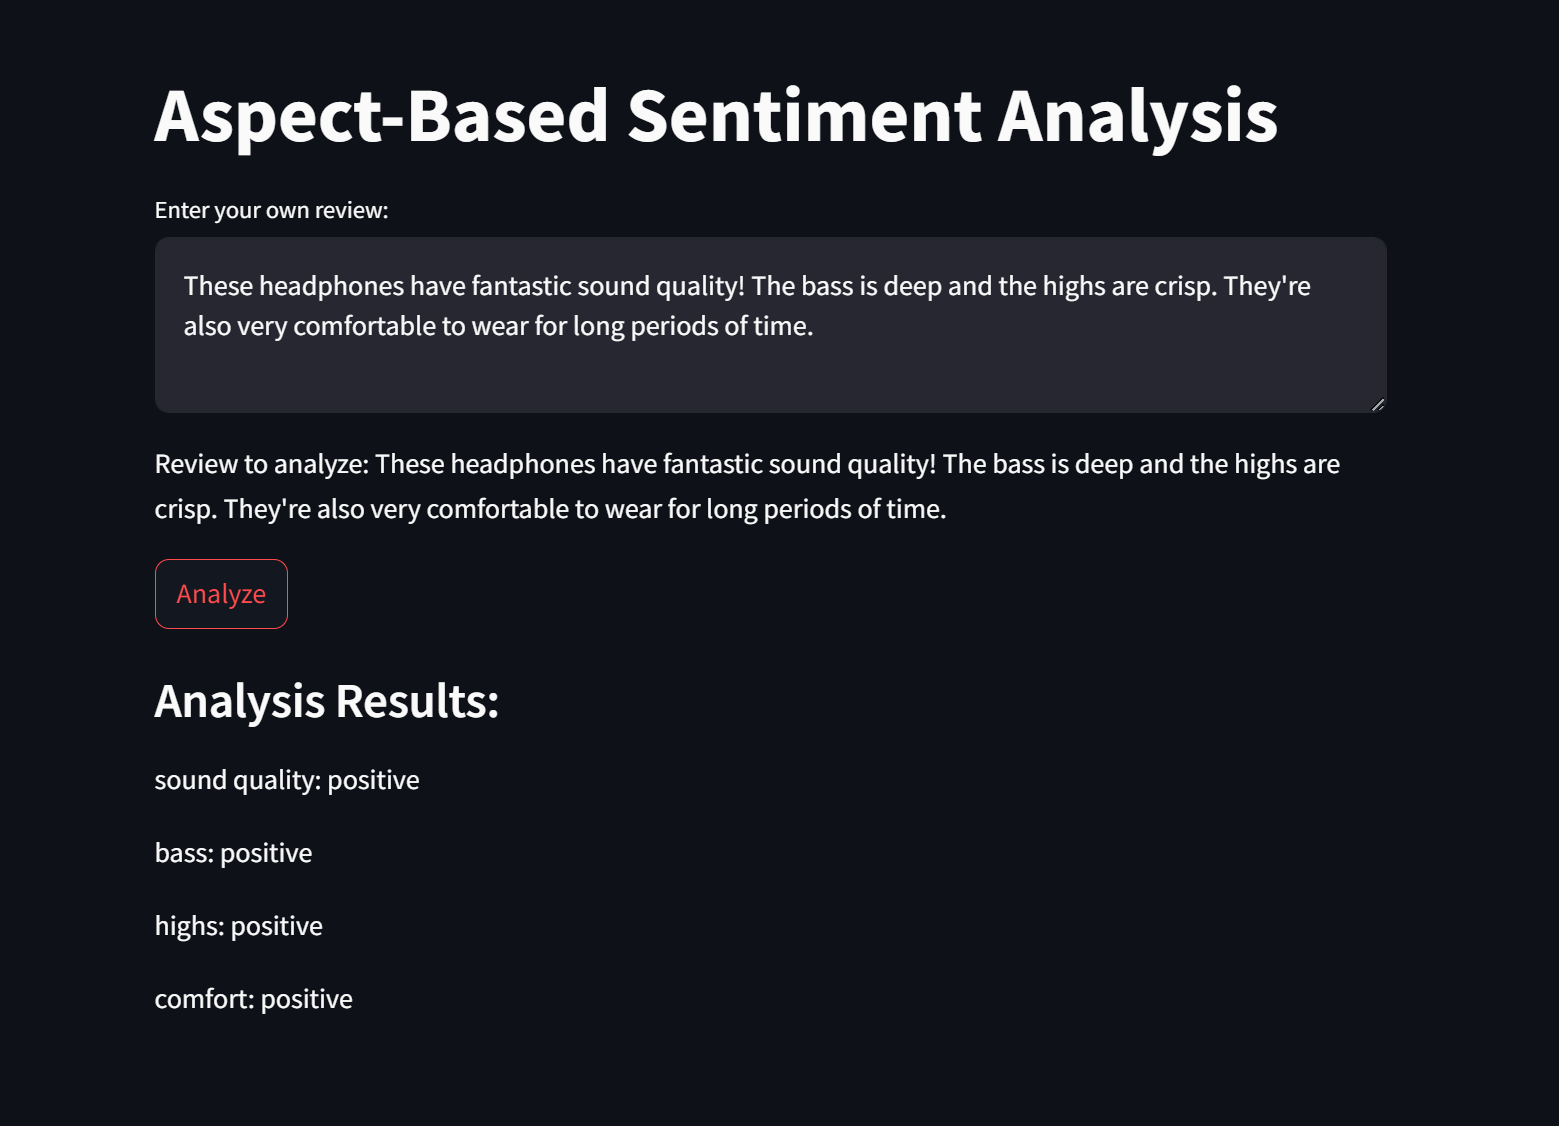 Aspect-Based Sentiment Analysis
Enter your own review:
These headphones have fantastic sound quality! The bass is deep and the highs are crisp. They're
also very comfortable to wear for long periods of time.
Review to analyze: These headphones have fantastic sound quality! The bass is deep and the highs are
crisp. They're also very comfortable to wear for long periods of time.
Analyze
Analysis Results:
sound quality: positive
bass: positive
highs: positive
comfort: positive